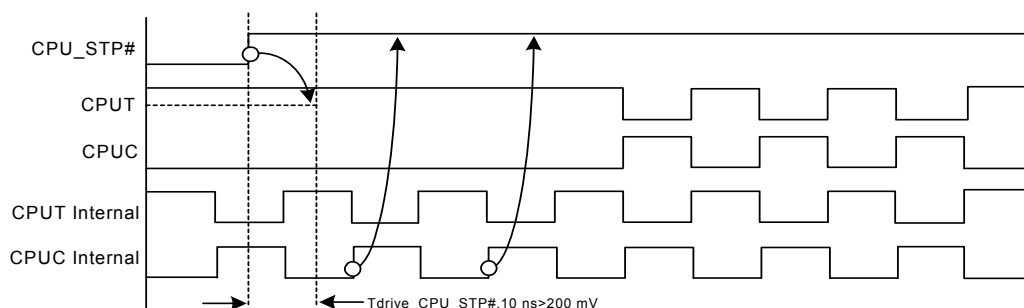 CPU_STP#
CPUT
CPUC
CPUT Internal
CPUC Internal
Tdrive_CPU_STP#,10 ns>200 mV